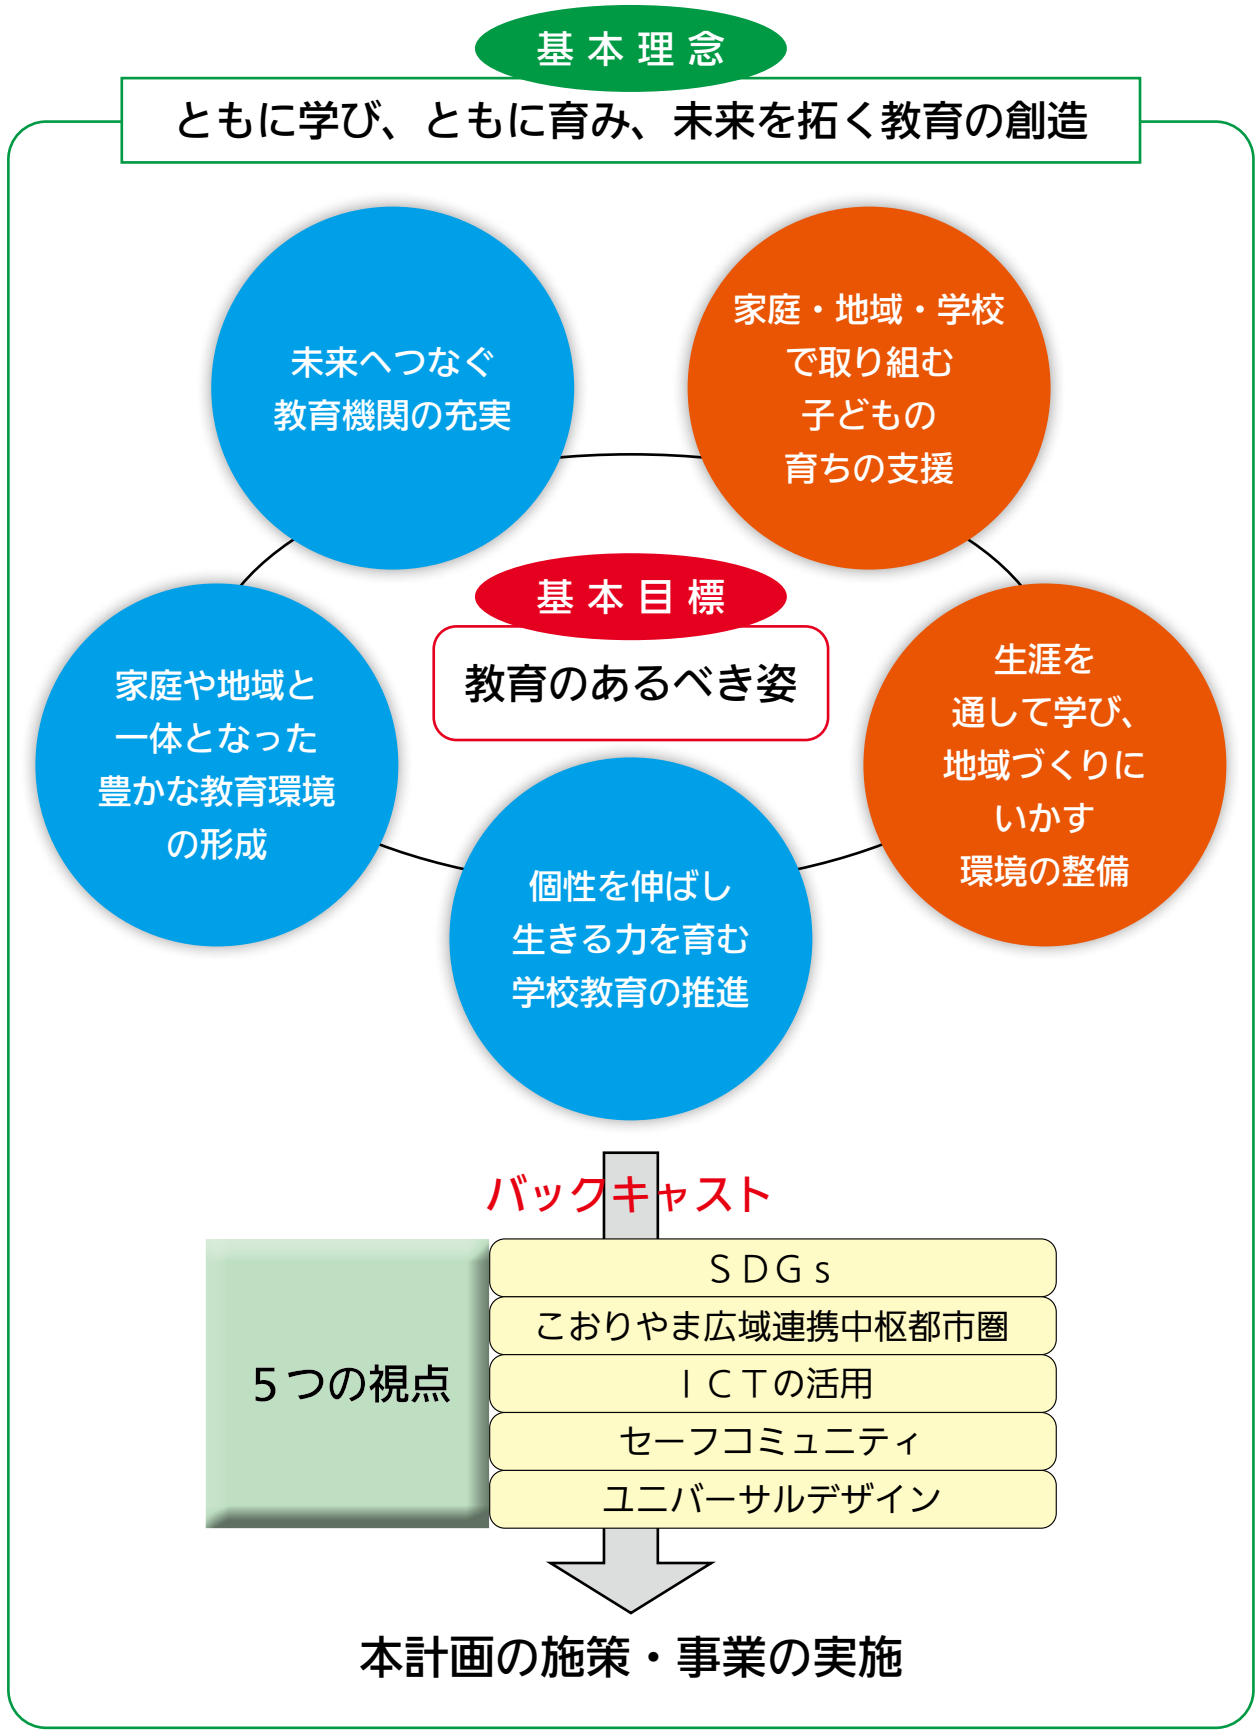 基本理念
ともに学び、ともに育み、未来を拓く教育の創造
未来へつなぐ
教育機関の充実
家庭・地域・学校
で取り組む
子どもの
育ちの支援
基本目標
教育のあるべき姿
家庭や地域と
一体となった
豊かな教育環境
の形成
生涯を
通して学び、
地域づくりに
いかす
環境の整備
個性を伸ばし
生きる力を育む
学校教育の推進
バックキャスト
5つの視点
ＳＤＧｓ
こおりやま広域連携中枢都市圏
ＩＣＴの活用
セーフコミュニティ
ユニバーサルデザイン
本計画の施策・事業の実施